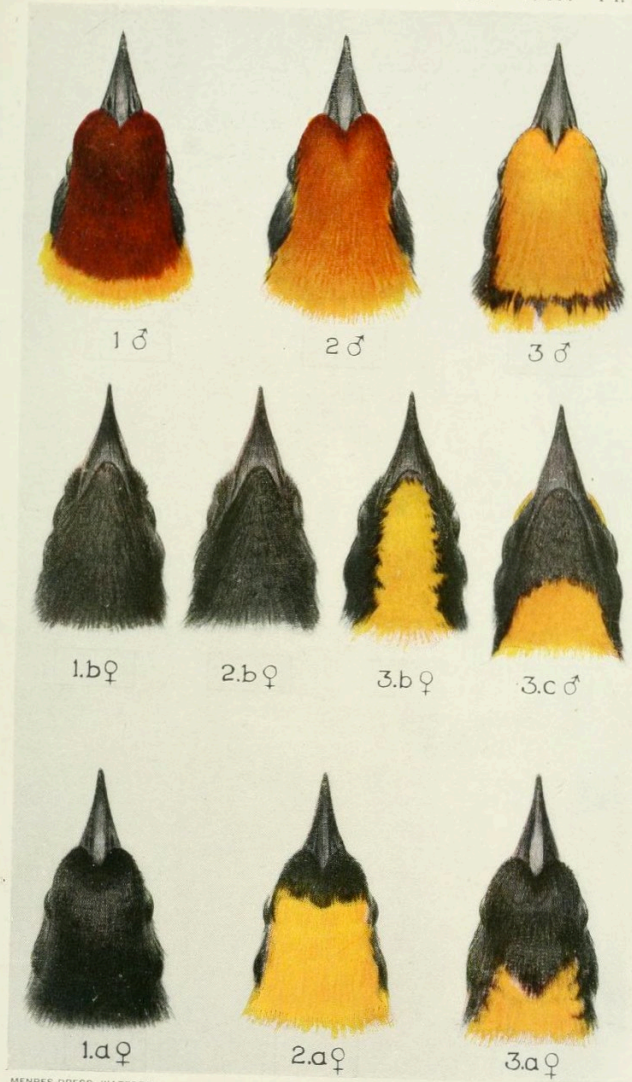 1 ♂ 2 ♂ 3 ♂
1.b ♀ 2.b ♀ 3.b ♀ 3.c ♂
1.a ♀ 2.a ♀ 3.a ♀